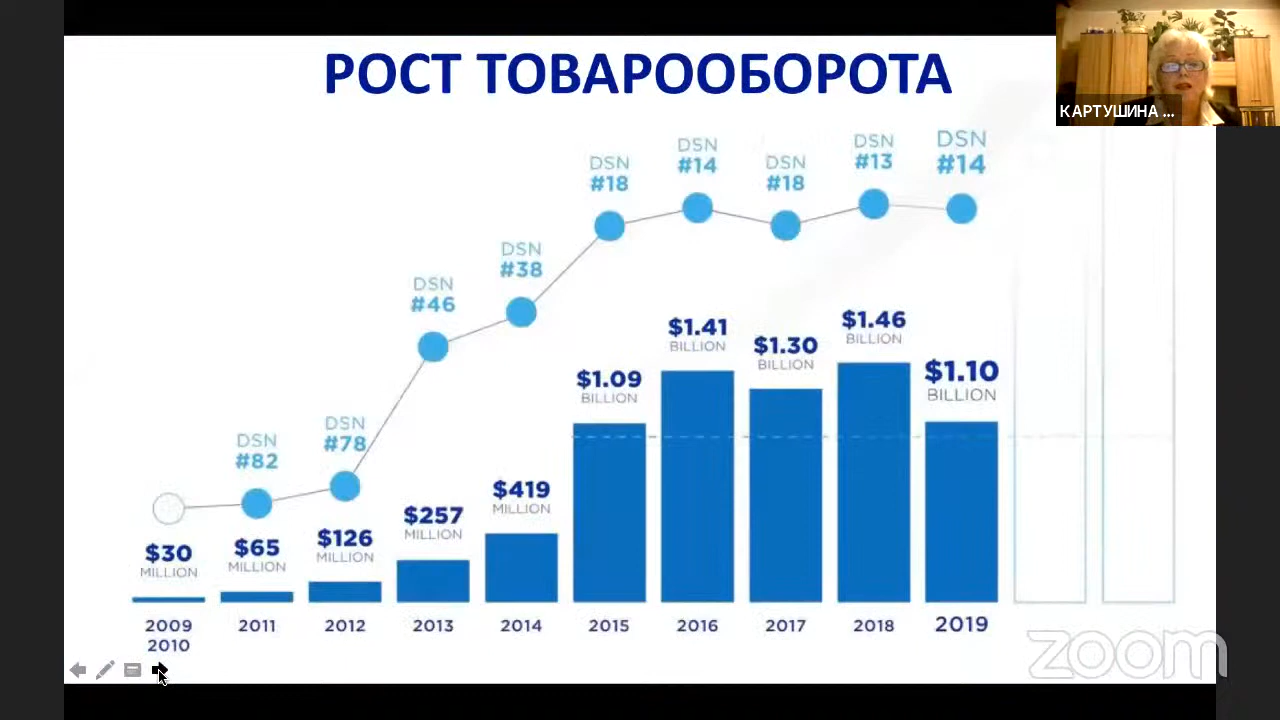 РОСТ ТОВАРООБОРОТА
КАРТУШИНА ...
DSN
#82
DSN
#78
DSN
#46
DSN
#38
DSN
#18
DSN
#14
DSN
#18
DSN
#13
DSN
#14
$30
MILLION
$65
MILLION
$126
MILLION
$257
MILLION
$419
MILLION
$1.09
BILLION
$1.41
BILLION
$1.30
BILLION
$1.46
BILLION
$1.10
BILLION
2009
2010
2011
2012
2013
2014
2015
2016
2017
2018
2019
zoom